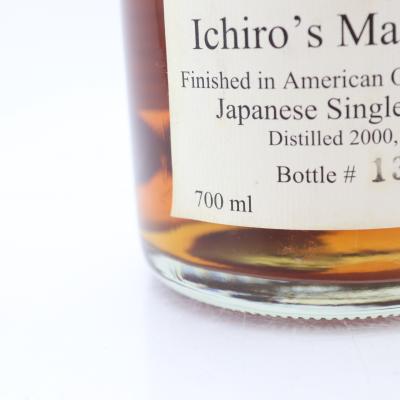 Ichiro's Ma
Finished in American O
Japanese Single
Distilled 2000,
Bottle # 13
700 ml